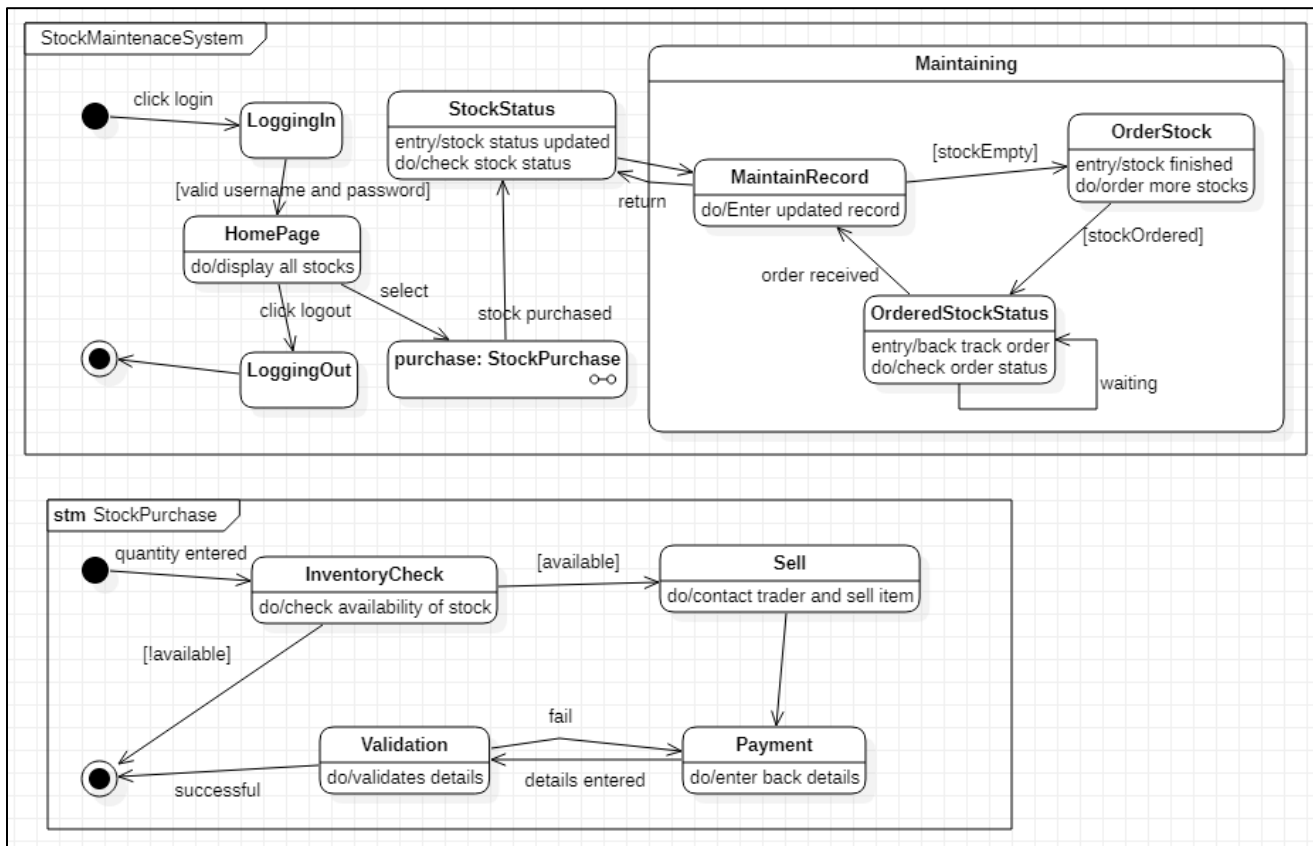 StockMaintenaceSystem
click login
LoggingIn
[valid username and password]
HomePage
do/display all stocks
click logout
LoggingOut
select
StockStatus
entry/stock status updated
do/check stock status
stock purchased
purchase: StockPurchase
return
Maintaining
MaintainRecord
do/Enter updated record
[stockEmpty]
OrderStock
entry/stock finished
do/order more stocks
[stockOrdered]
order received
OrderedStockStatus
entry/back track order
do/check order status
waiting
stm StockPurchase
quantity entered
InventoryCheck
do/check availability of stock
[available]
Sell
do/contact trader and sell item
[!available]
fail
Validation
do/validates details
Payment
do/enter back details
details entered
successful